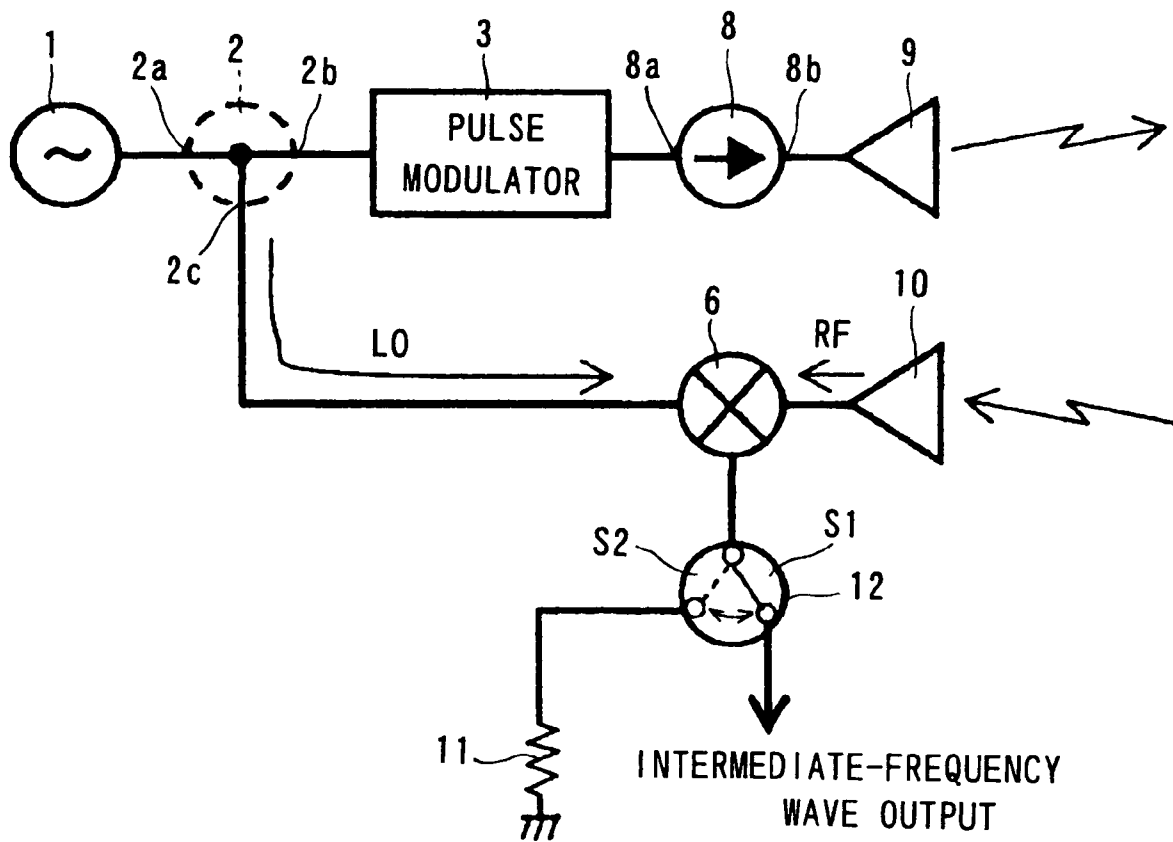 1
2a
2
2b
3
8a
8
8b
9
PULSE
MODULATOR
2c
LO
6
RF
10
S2
S1
12
11
INTERMEDIATE-FREQUENCY
WAVE OUTPUT